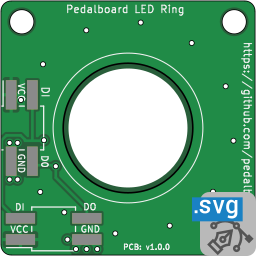 Pedalboard LED Ring
DI
VCC
https://github.com/pedal
DO
GND
DI
DO
VCC
GND
.svg
PCB: v1.0.0